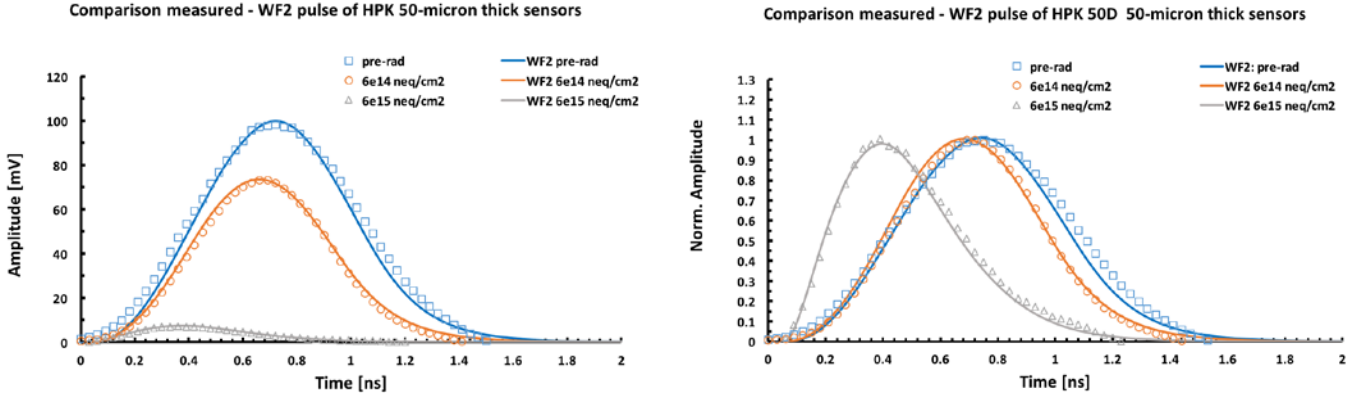 Comparison measured - WF2 pulse of HPK 50-micron thick sensors
pre-rad
WF2 pre-rad
6e14 neq/cm2
WF2 6e14 neq/cm2
6e15 neq/cm2
WF2 6e15 neq/cm2
120
100
80
60
40
20
0
Amplitude [mV]
0 0.2 0.4 0.6 0.8 1 1.2 1.4 1.6 1.8 2
Time [ns]
Comparison measured - WF2 pulse of HPK 50D 50-micron thick sensors
pre-rad
WF2: pre-rad
6e14 neq/cm2
WF2 6e14 neq/cm2
6e15 neq/cm2
WF2 6e15 neq/cm2
1.3
1.2
1.1
1
0.9
0.8
0.7
0.6
0.5
0.4
0.3
0.2
0.1
0
Norm. Amplitude
0 0.2 0.4 0.6 0.8 1 1.2 1.4 1.6 1.8 2
Time [ns]